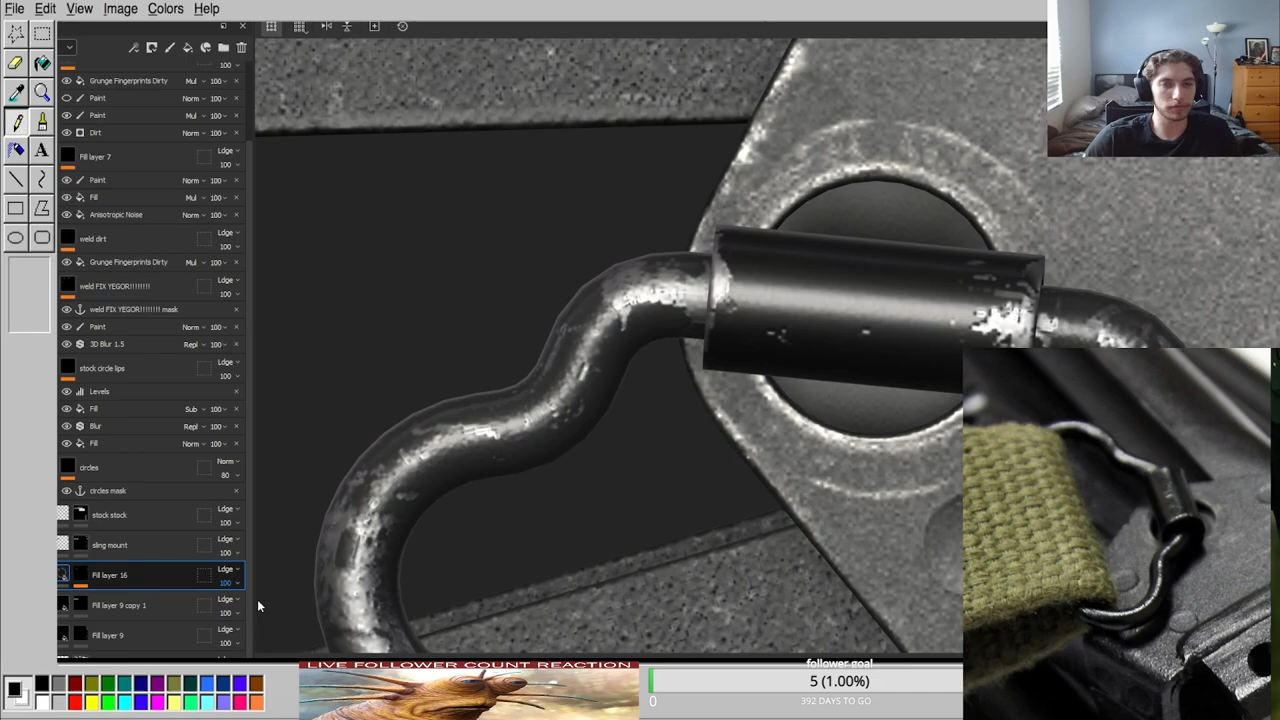 File Edit View Image Colors Help
100
Grunge Fingerprints Dirty Mul 100
Paint Norm 100
Paint Mul 100
Dirt Norm 100
Fill layer 7 Ldge 100
Paint Norm 100
Fill Mul 100
Anisotropic Noise Norm 100
weld dirt Ldge 100
Grunge Fingerprints Dirty Mul 100
weld FIX YEGOR!!!!!!!! Ldge 100
weld FIX YEGOR!!!!!!!! mask
Paint Norm 100
3D Blur 1.5 Repl 100
stock circle lips Ldge 100
Levels
Fill Sub 100
Blur Repl 100
Fill Norm 100
circles Norm 80
circles mask
stock stock Ldge 100
sling mount Ldge 100
Fill layer 16 Ldge 100
Fill layer 9 copy 1 Ldge 100
Fill layer 9 Ldge 100
A
LIVE FOLLOWER COUNT REACTION
follower goal
5 (1.00%)
0
392 DAYS TO GO